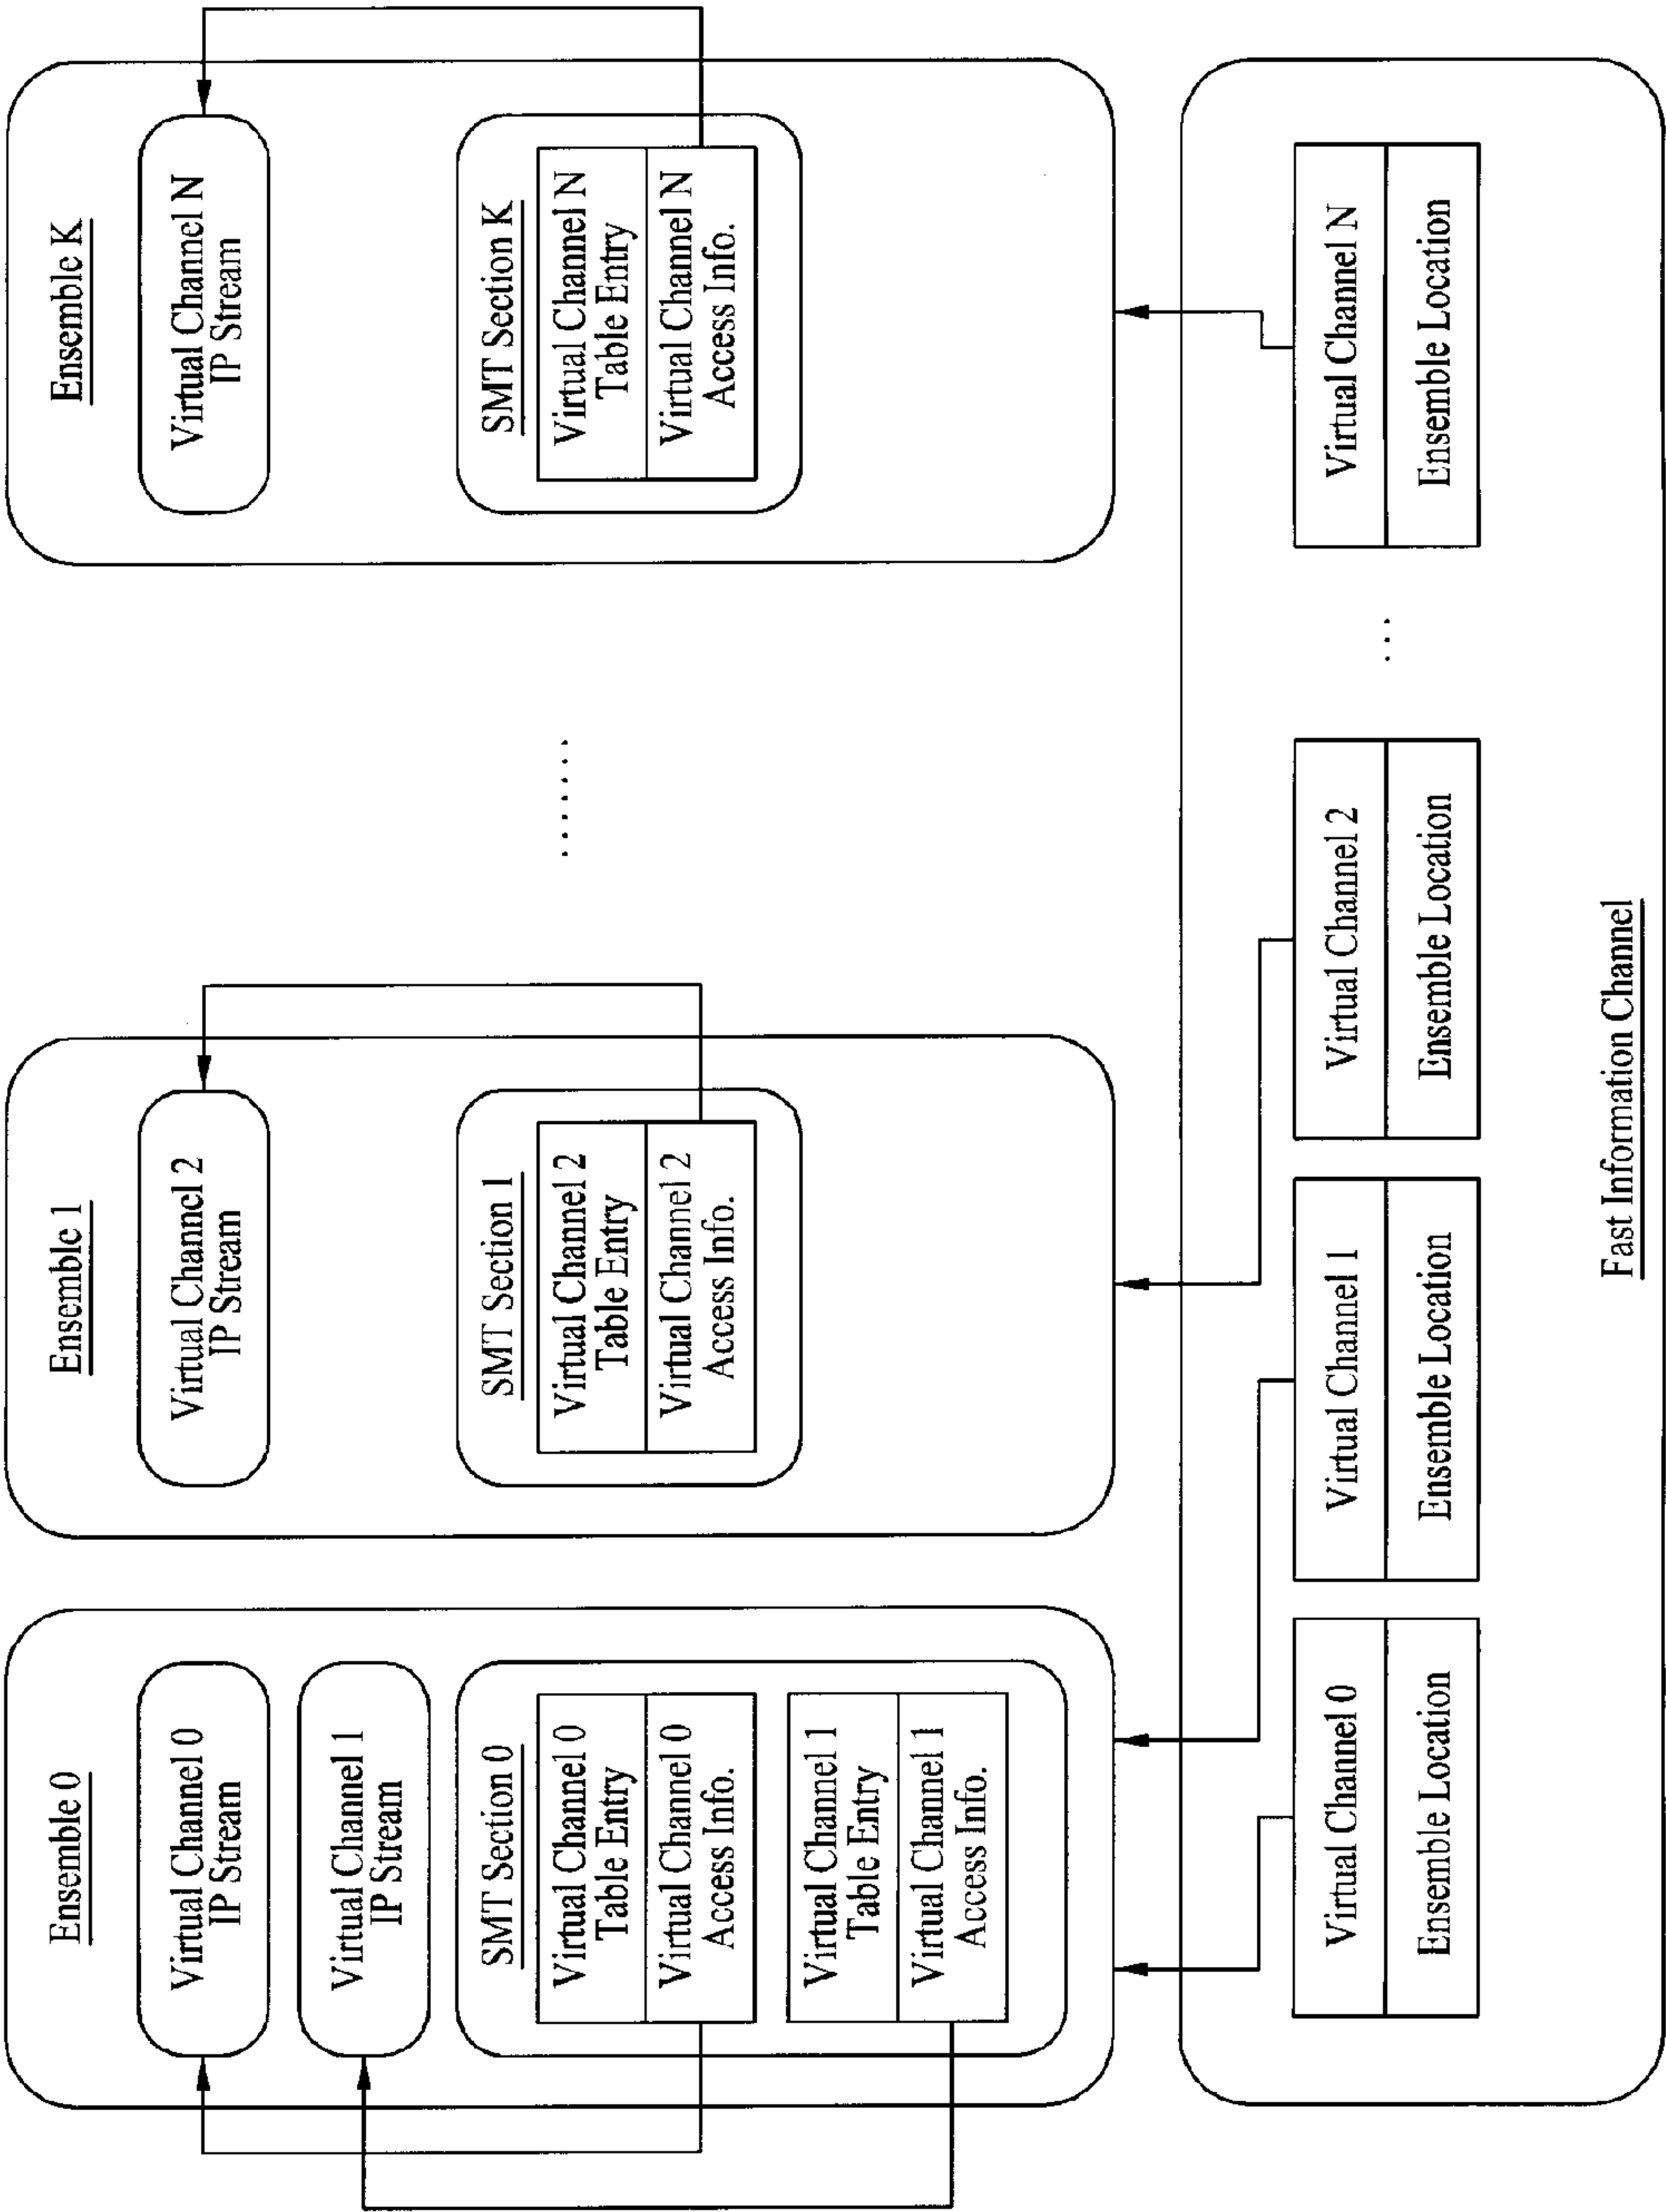 Ensemble 0
Virtual Channel 0
IP Stream
Virtual Channel 1
IP Stream
SMT Section 0
Virtual Channel 0
Table Entry
Virtual Channel 0
Access Info.
Virtual Channel 1
Table Entry
Virtual Channel 1
Access Info.
Ensemble 1
Virtual Channel 2
IP Stream
SMT Section 1
Virtual Channel 2
Table Entry
Virtual Channel 2
Access Info.
........
Ensemble K
Virtual Channel N
IP Stream
SMT Section K
Virtual Channel N
Table Entry
Virtual Channel N
Access Info.
Virtual Channel 0
Ensemble Location
Virtual Channel 1
Ensemble Location
Virtual Channel 2
Ensemble Location
...
Virtual Channel N
Ensemble Location
Fast Information Channel